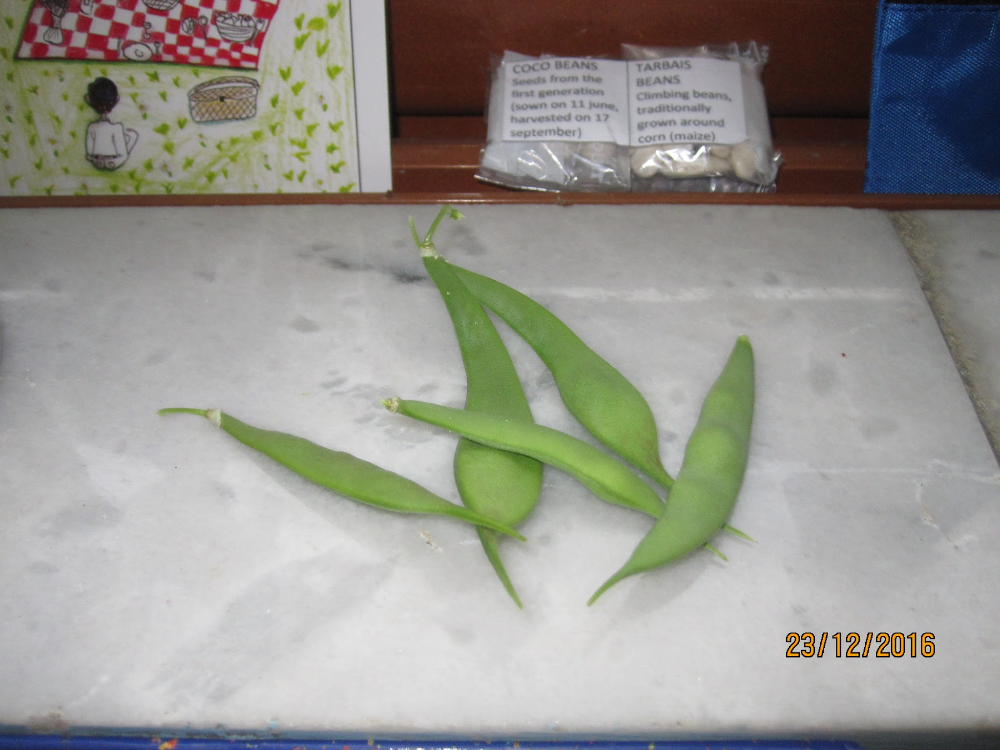 COCO BEANS
Seeds from the
first generation
(sown on 11 june,
harvested on 17
september)
TARBAIS
BEANS
Climbing beans,
traditionally
grown around
corn (maize)
23/12/2016